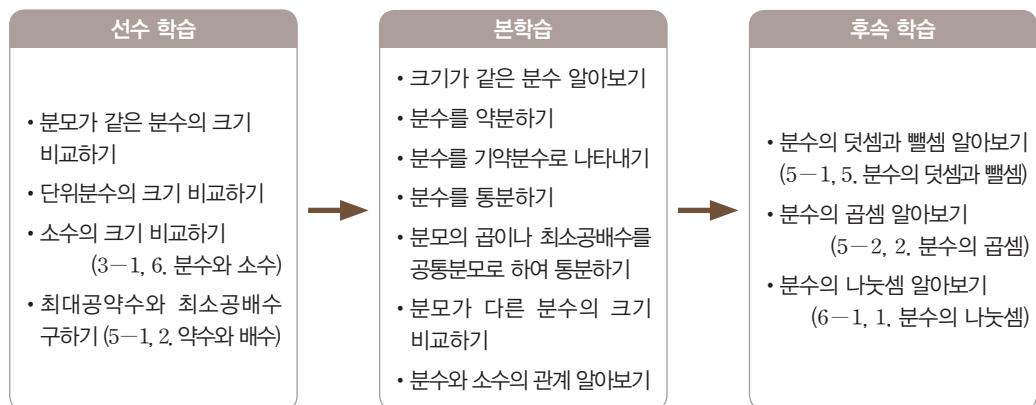 선수 학습
• 분모가 같은 분수의 크기
비교하기
• 단위분수의 크기 비교하기
• 소수의 크기 비교하기
(3－1, 6. 분수와 소수)
• 최대공약수와 최소공배수
구하기 (5－1, 2. 약수와 배수)
본학습
• 크기가 같은 분수 알아보기
• 분수를 약분하기
• 분수를 기약분수로 나타내기
• 분수를 통분하기
• 분모의 곱이나 최소공배수를
공통분모로 하여 통분하기
• 분모가 다른 분수의 크기
비교하기
• 분수와 소수의 관계 알아보기
후속 학습
• 분수의 덧셈과 뺄셈 알아보기
(5－1, 5. 분수의 덧셈과 뺄셈)
• 분수의 곱셈 알아보기
(5－2, 2. 분수의 곱셈)
• 분수의 나눗셈 알아보기
(6－1, 1. 분수의 나눗셈)